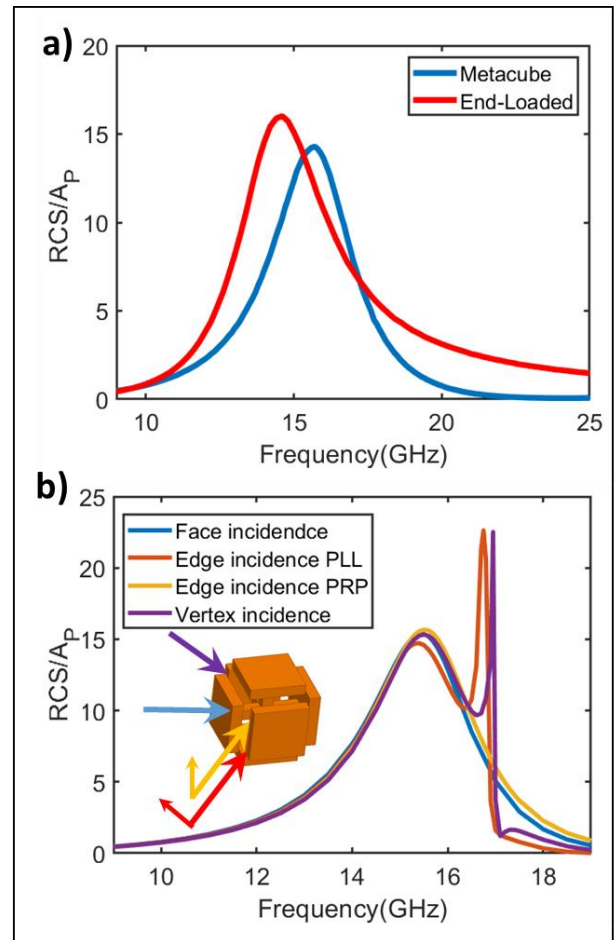 a)
20
15
10
5
0
RCS/A_P
Metacube
End-Loaded
10
15
20
25
Frequency(GHz)
b)
25
20
15
10
5
0
RCS/A_P
Face incidendce
Edge incidence PLL
Edge incidence PRP
Vertex incidence
10
12
14
16
18
Frequency(GHz)